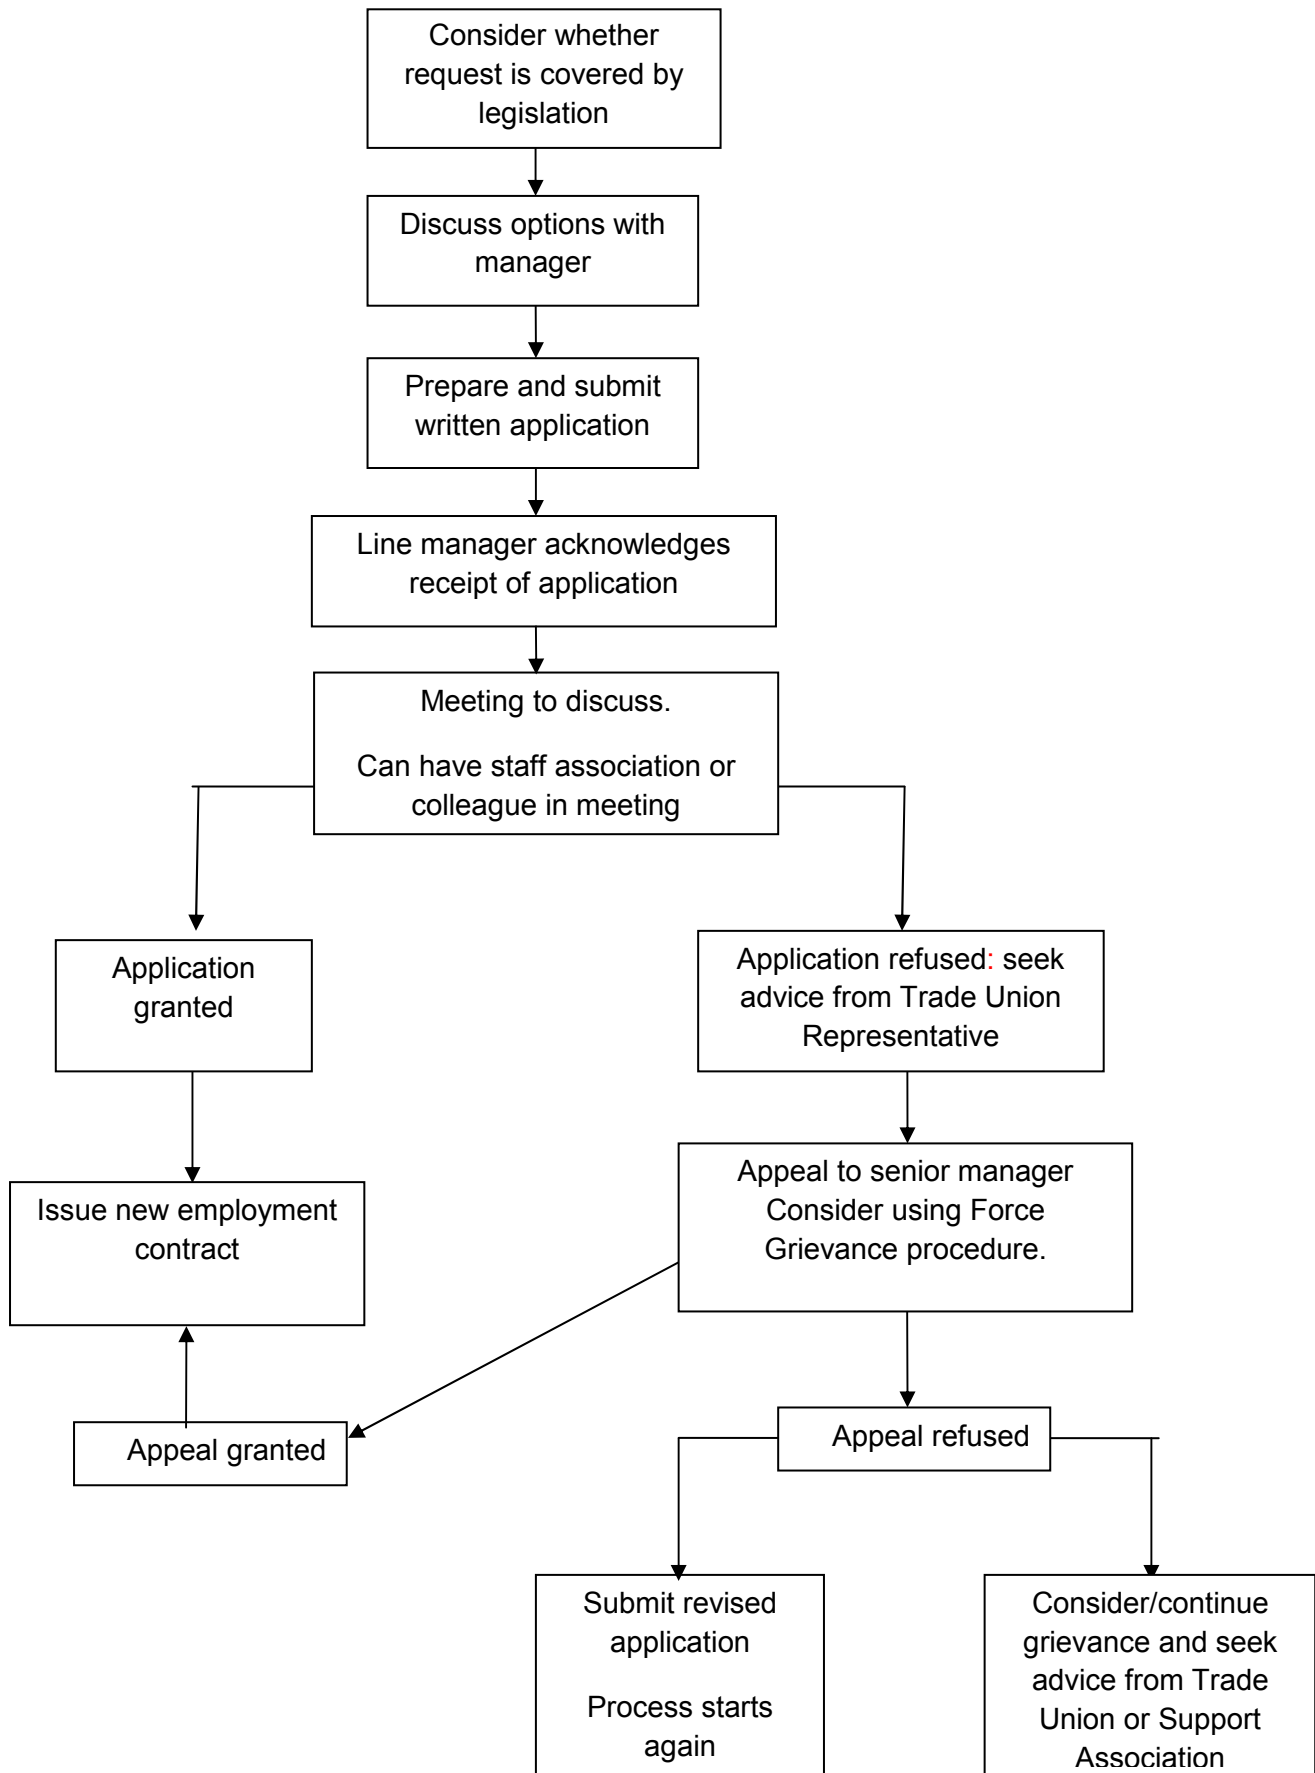 Consider whether
request is covered by
legislation
Discuss options with
manager
Prepare and submit
written application
Line manager acknowledges
receipt of application
Meeting to discuss.
Can have staff association or
colleague in meeting
Application
granted
Application refused: seek
advice from Trade Union
Representative
Issue new employment
contract
Appeal to senior manager
Consider using Force
Grievance procedure.
Appeal granted
Appeal refused
Submit revised
application
Process starts
again
Consider/continue
grievance and seek
advice from Trade
Union or Support
Association